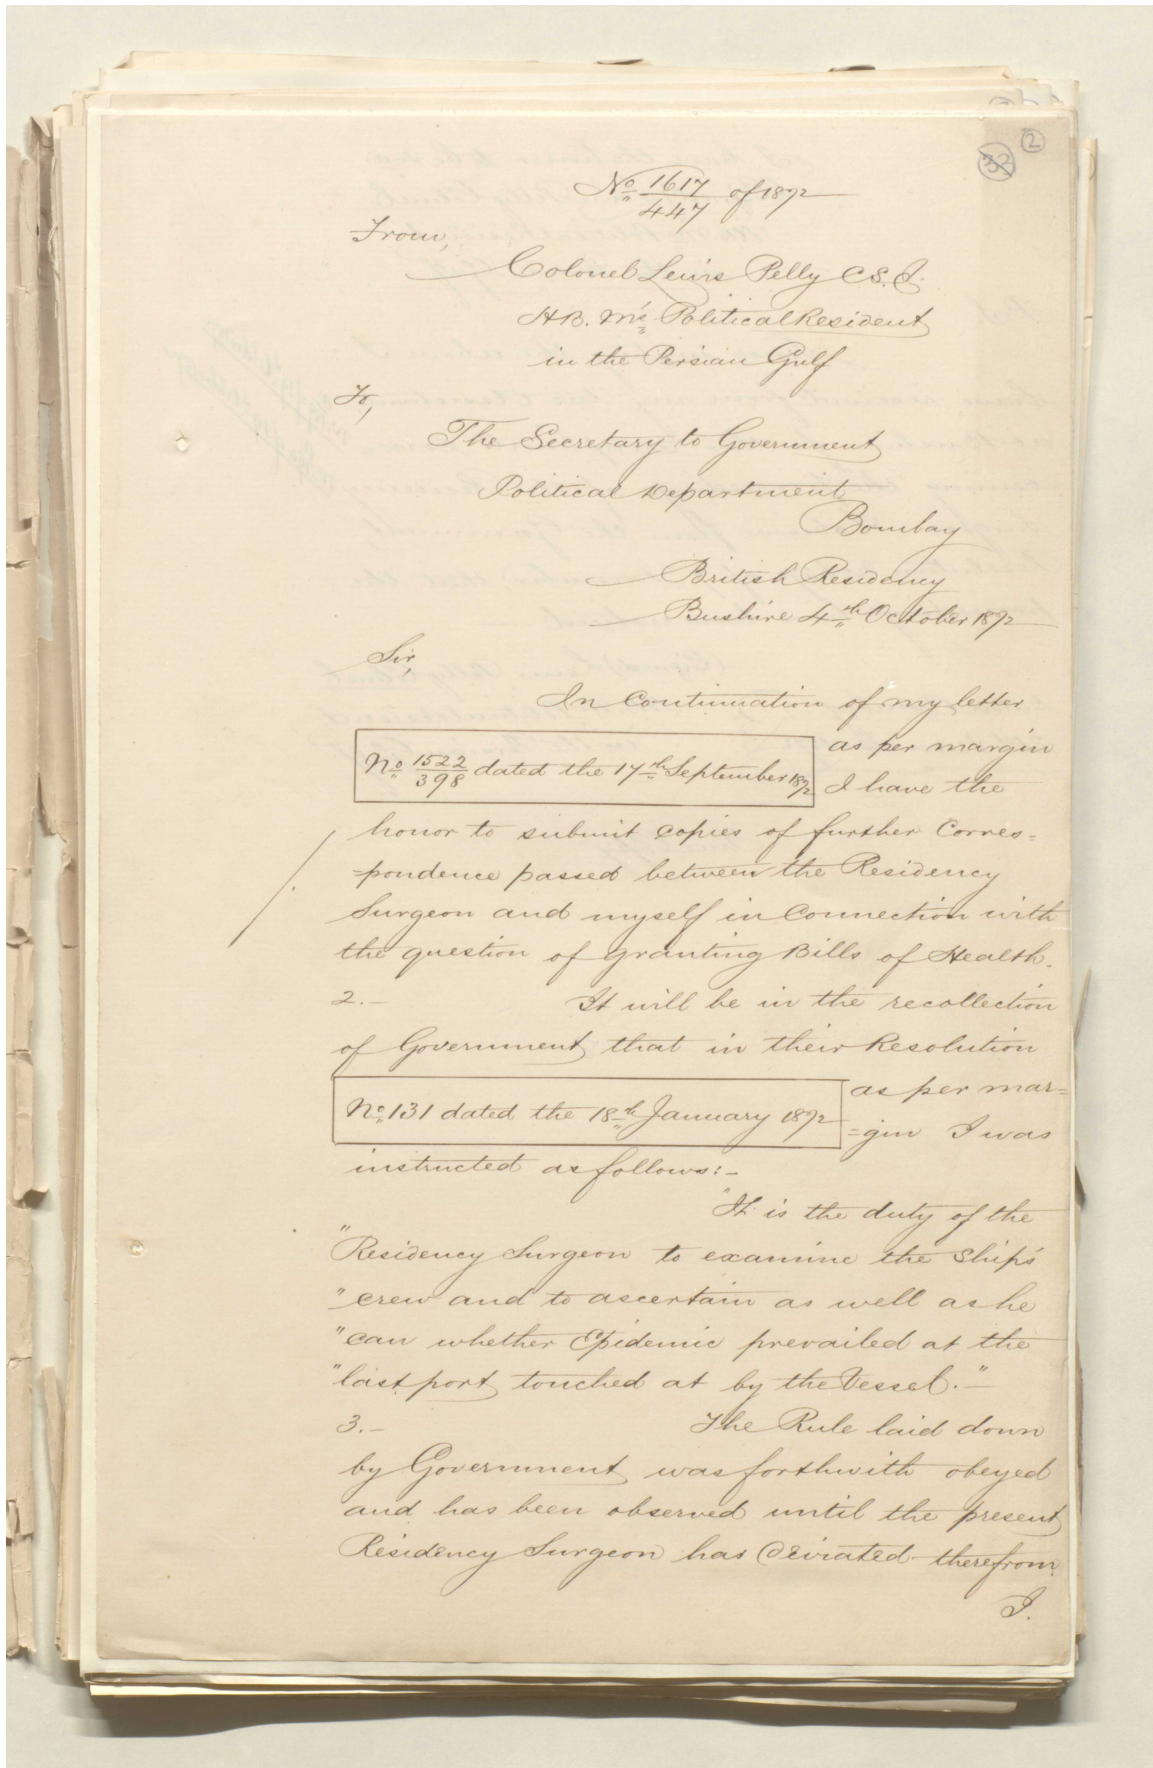 32 2
No 1617/447 of 1872
From,
Colonel Lewis Pelly C.S.I.
H.B. M's Political Resident
in the Persian Gulf
To,
The Secretary to Government
Political Department
Bombay
British Residency
Bushire 4th October 1872
Sir,
In Continuation of my letter
as per margin
No 1522/398 dated the 17th September 1872
I have the
honor to submit copies of further Corres=
=pondence passed between the Residency
Surgeon and myself in Connection with
the question of granting Bills of Health.
2.- It will be in the recollection
of Government that in their Resolution
as per mar=
No 131 dated the 18th January 1872
=gin I was
instructed as follows:-
"It is the duty of the
"Residency Surgeon to examine the Ship's
"crew and to ascertain as well as he
"can whether Epidemic prevailed at the
"last port touched at by the Vessel."-
3.- The Rule laid down
by Government was forthwith obeyed
and has been observed until the present
Residency Surgeon has deviated therefrom.
I.